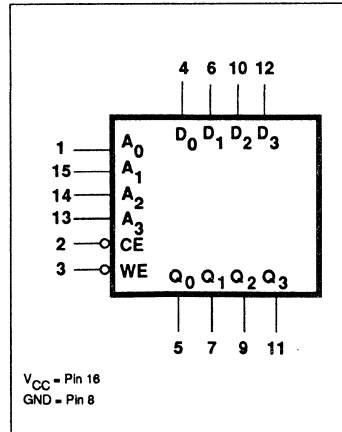 4 6 10 12
D0 D1 D2 D3
1 A0
15 A1
14 A2
13 A3
2 CE
3 WE
Q0 Q1 Q2 Q3
5 7 9 11
VCC = Pin 16
GND = Pin 8